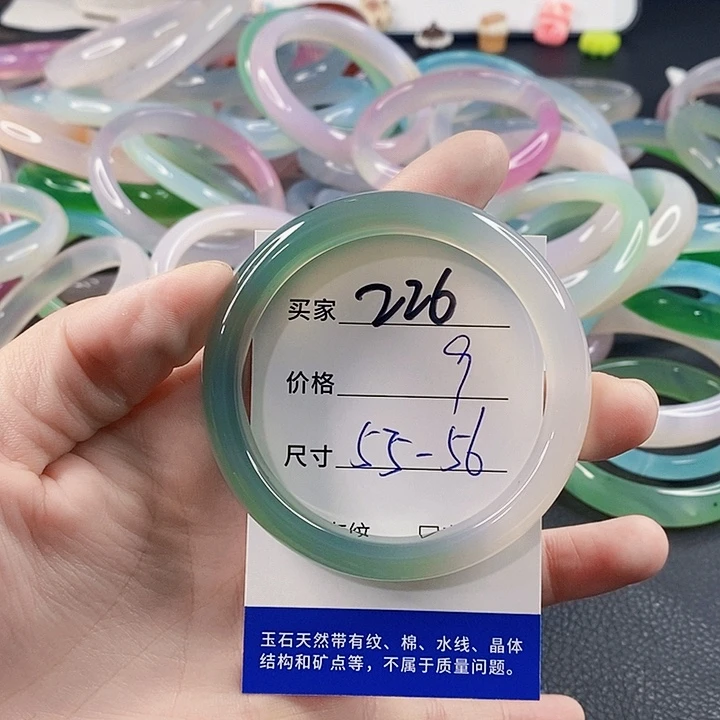 买家 226
价格 9
尺寸 55-56
玉石天然带有纹、棉、水线、晶体
结构和矿点等，不属于质量问题。